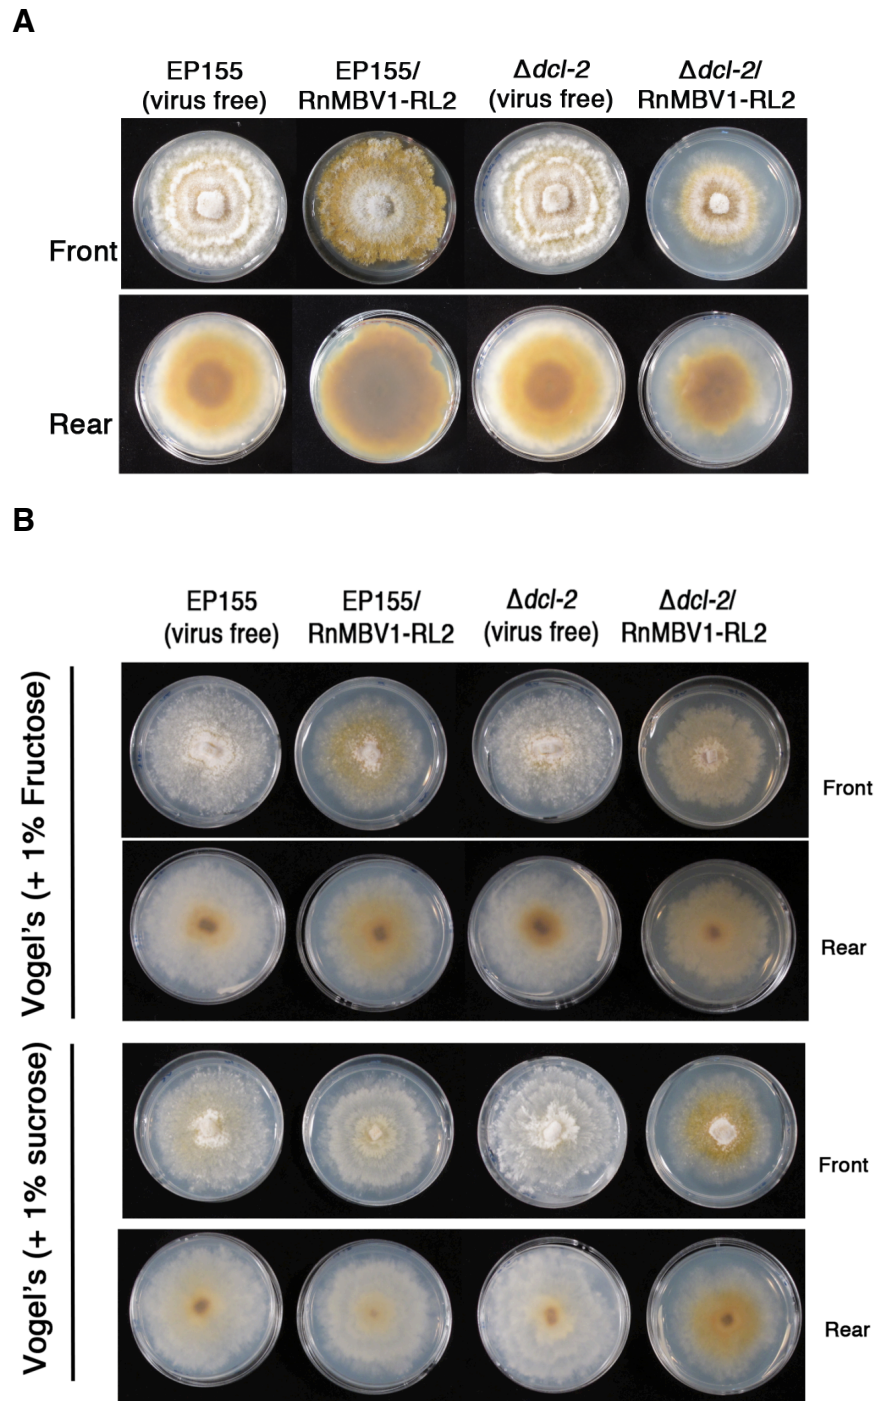 A
EP155
(virus free)
EP155/
RnMBV1-RL2
Δdcl-2
(virus free)
Δdcl-2/
RnMBV1-RL2
Front
Rear
B
EP155
(virus free)
EP155/
RnMBV1-RL2
Δdcl-2
(virus free)
Δdcl-2/
RnMBV1-RL2
Vogel's (+ 1% Fructose)
Front
Rear
Vogel's (+ 1% sucrose)
Front
Rear